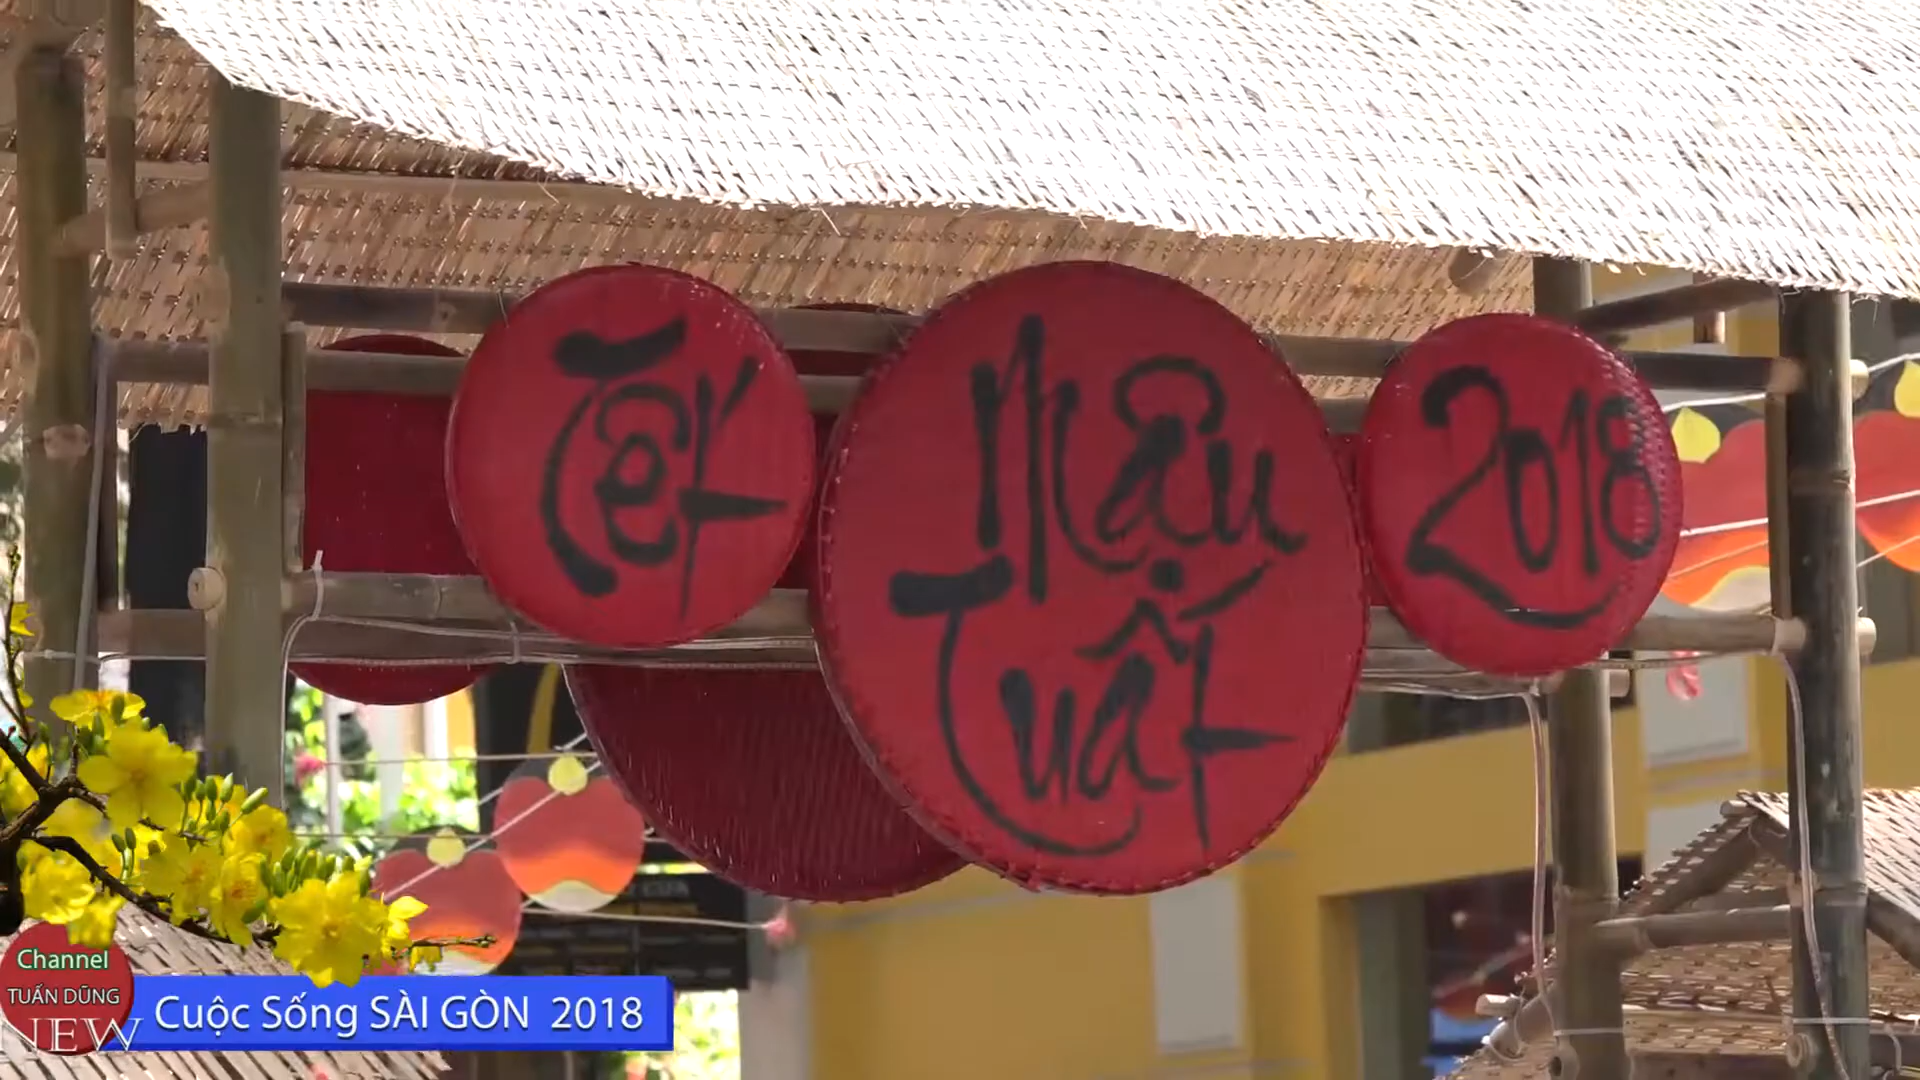 Tết
Mậu
Tuất
2018
Channel
TUẤN DŨNG
NEW
Cuộc Sống SÀI GÒN 2018